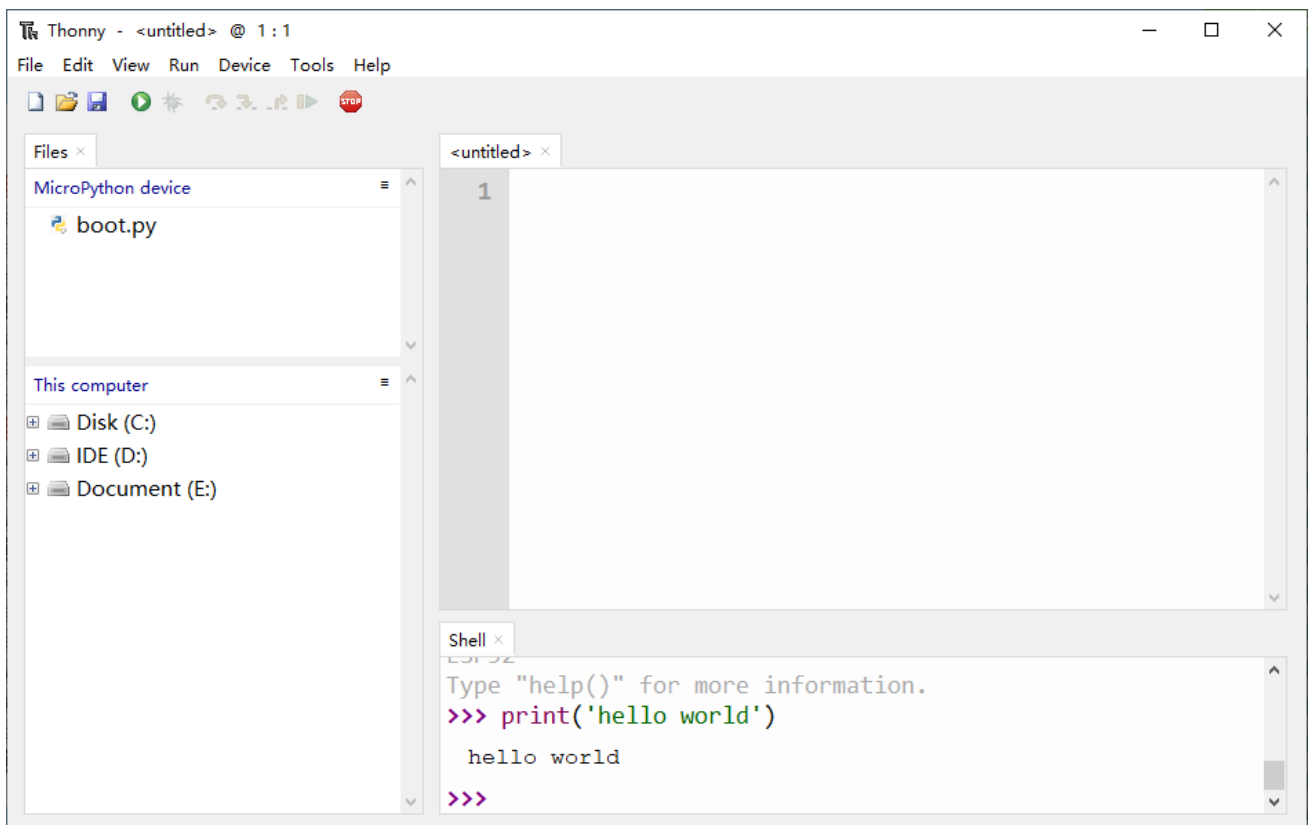 Thonny - <untitled> @ 1:1
File Edit View Run Device Tools Help
STOP
Files
MicroPython device
boot.py
This computer
Disk (C:)
IDE (D:)
Document (E:)
<untitled>
1
Shell
Type "help()" for more information.
>>> print('hello world')
hello world
>>>